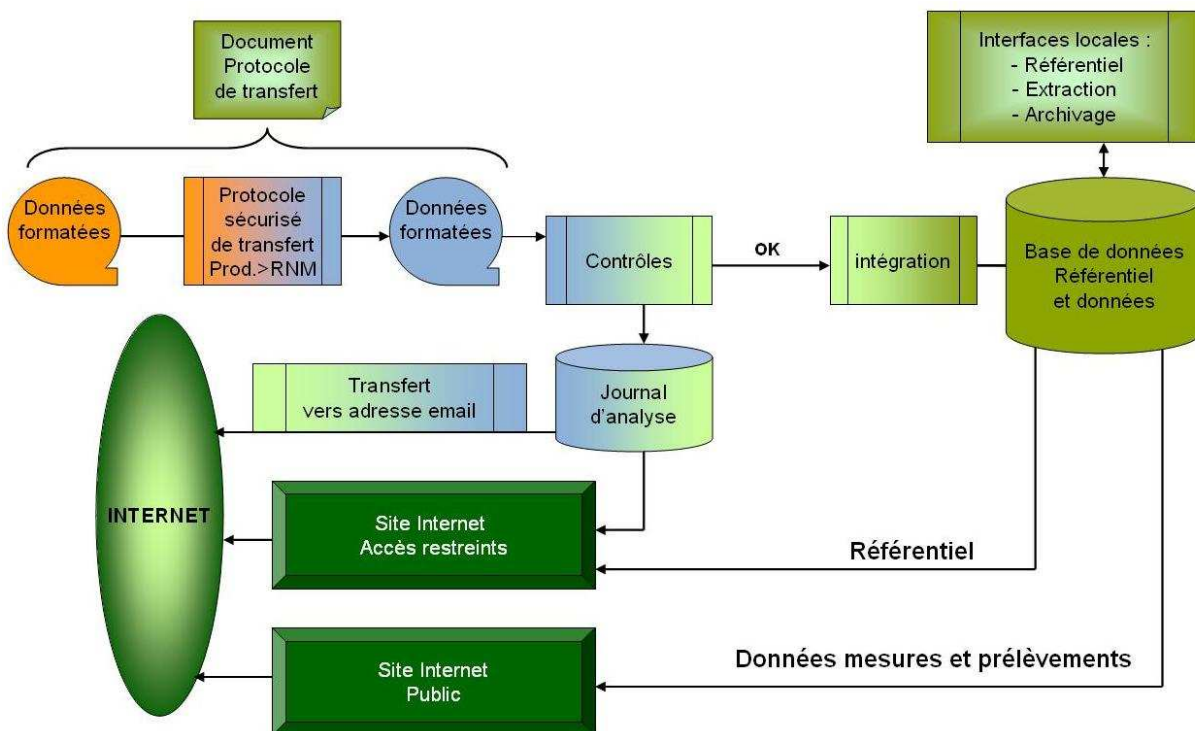 Document
Protocole
de transfert
Interfaces locales :
- Référentiel
- Extraction
- Archivage
Données
formatées
Protocole
sécurisé
de transfert
Prod.>RNM
Données
formatées
Contrôles
OK
intégration
Base de données
Référentiel
et données
Transfert
vers adresse email
Journal
d'analyse
INTERNET
Site Internet
Accès restreints
Référentiel
Site Internet
Public
Données mesures et prélèvements